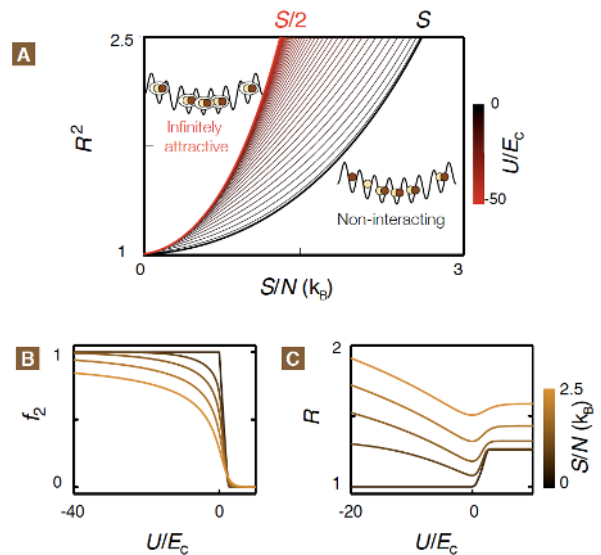 S/2
S
A
2.5
R²
1
Infinitely
attractive
Non-interacting
0
U/E_c
-50
0
3
S/N (k_B)
B
1
f₂
0
-40
0
U/E_c
C
2
R
1
-20
0
U/E_c
2.5
S/N (k_B)
0